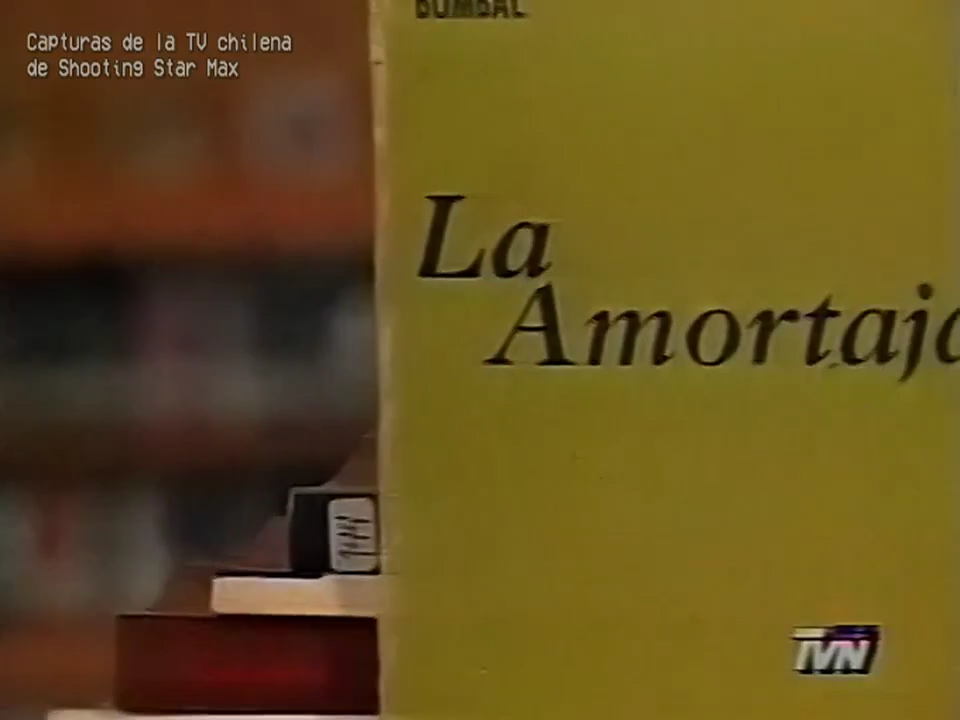 Capturas de la TV chilena
de Shooting Star Max
BOMBAL
La
Amortaja
TVN